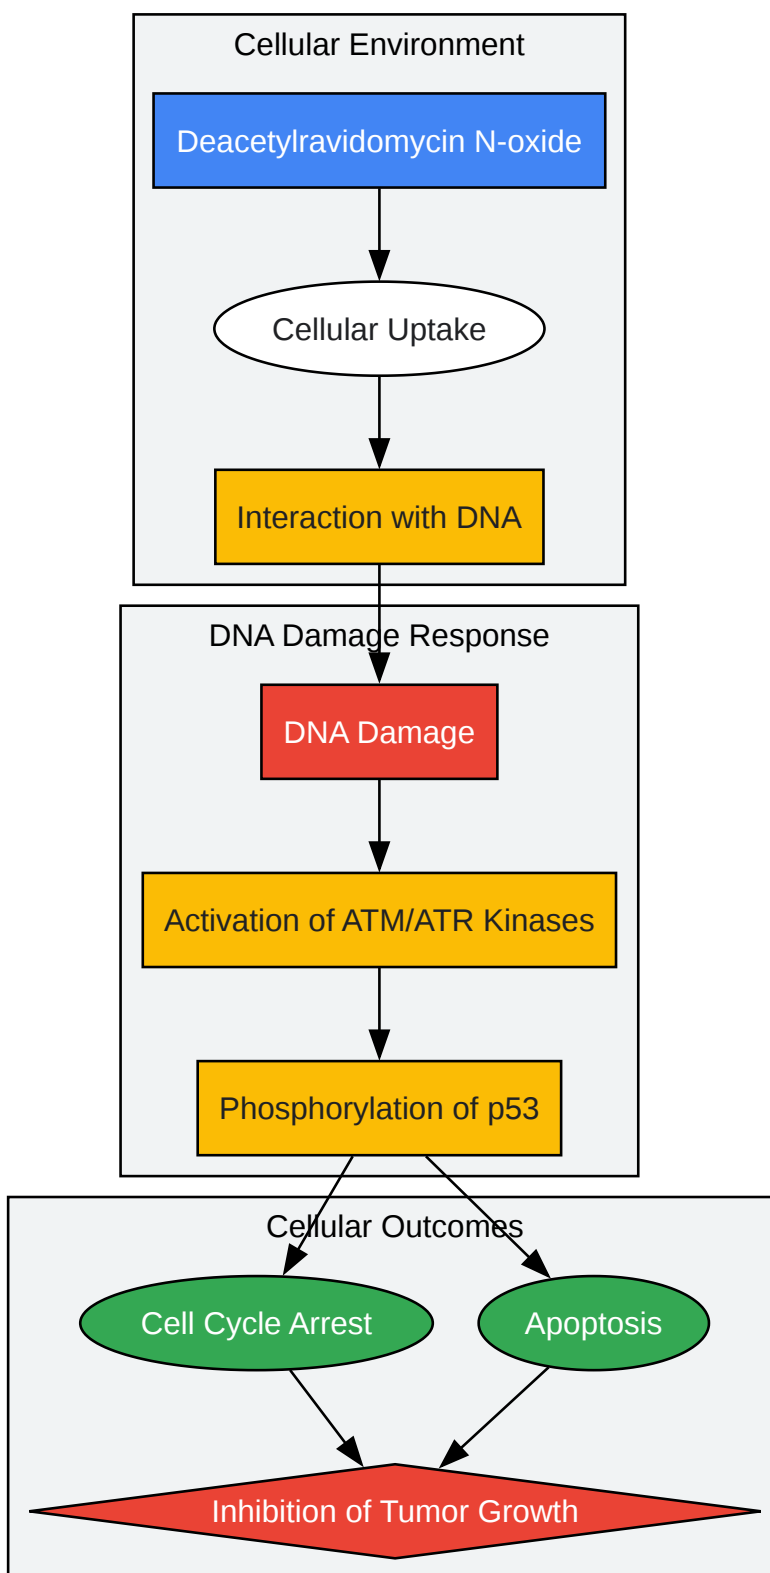 Cellular Environment
Deacetylravidomycin N-oxide
Cellular Uptake
Interaction with DNA
DNA Damage Response
DNA Damage
Activation of ATM/ATR Kinases
Phosphorylation of p53
Cellular Outcomes
Cell Cycle Arrest
Apoptosis
Inhibition of Tumor Growth